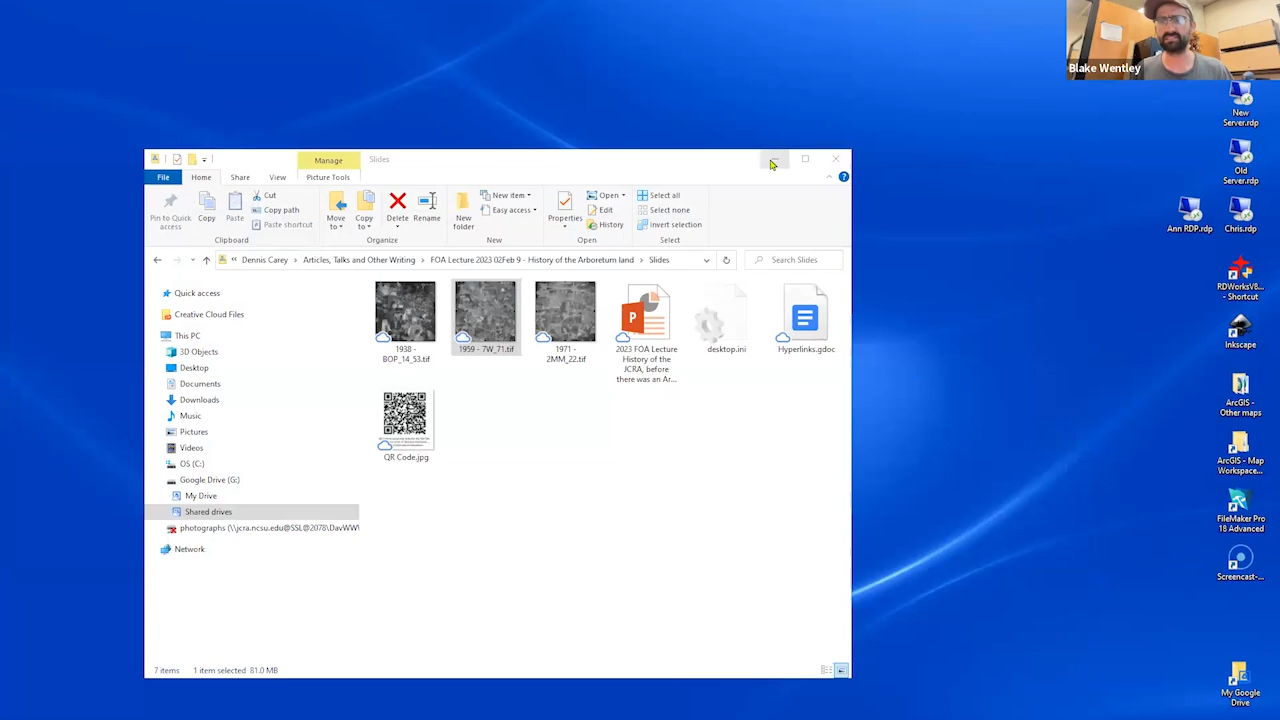 Blake Wentley
New
Server.rdp
Old
Server.rdp
Ann RDP.rdp
Chris.rdp
RDWorksV8...
- Shortcut
Inkscape
ArcGIS -
Other maps
ArcGIS - Map
Workspace...
FileMaker Pro
18 Advanced
Screencast-...
My Google
Drive
Manage
Slides
File
Home
Share
View
Picture Tools
Pin to Quick
access
Copy
Paste
Cut
Copy path
Paste shortcut
Clipboard
Move
to
Copy
to
Delete
Rename
Organize
New
folder
New item
Easy access
New
Properties
Open
Edit
History
Open
Select all
Select none
Invert selection
Select
Dennis Carey
Articles, Talks and Other Writing
FOA Lecture 2023 02Feb 9 - History of the Arboretum land
Slides
Search Slides
Quick access
Creative Cloud Files
This PC
3D Objects
Desktop
Documents
Downloads
Music
Pictures
Videos
OS (C:)
Google Drive (G:)
My Drive
Shared drives
photographs (\\jcra.ncsu.edu@SSL@2078\DavWW
Network
1938 -
BOP_14_53.tif
1959 - 7W_71.tif
1971 -
2MM_22.tif
2023 FOA Lecture
History of the
JCRA, before
there was an Ar...
desktop.ini
Hyperlinks.gdoc
QR Code.jpg
7 items
1 item selected 81.0 MB